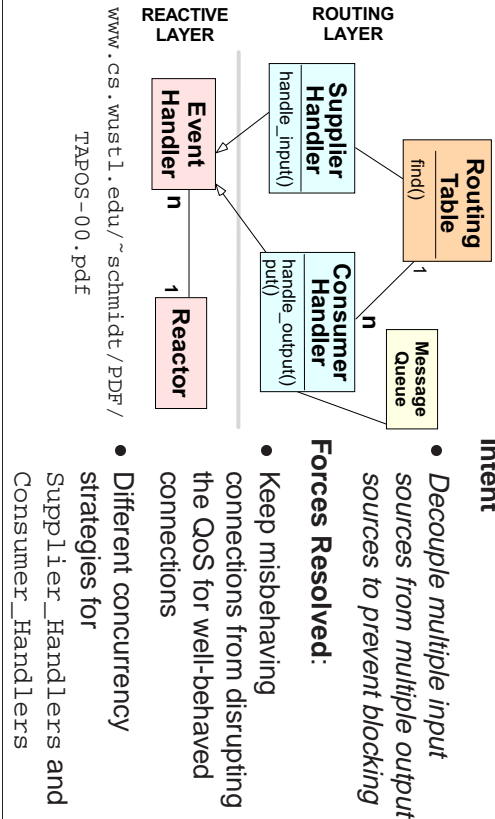 REACTIVE
LAYER
ROUTING
LAYER
Routing
Table
find()
Message
Queue
Supplier
Handler
handle_input()
Consumer
Handler
handle_output()
put()
1
n
Event
Handler
n
1
Reactor
www.cs.wustl.edu/~schmidt/PDF/
TAPOS-00.pdf
Intent
• Decouple multiple input
sources from multiple output
sources to prevent blocking
Forces Resolved:
• Keep misbehaving
connections from disrupting
the QoS for well-behaved
connections
• Different concurrency
strategies for
Supplier_Handlers and
Consumer_Handlers